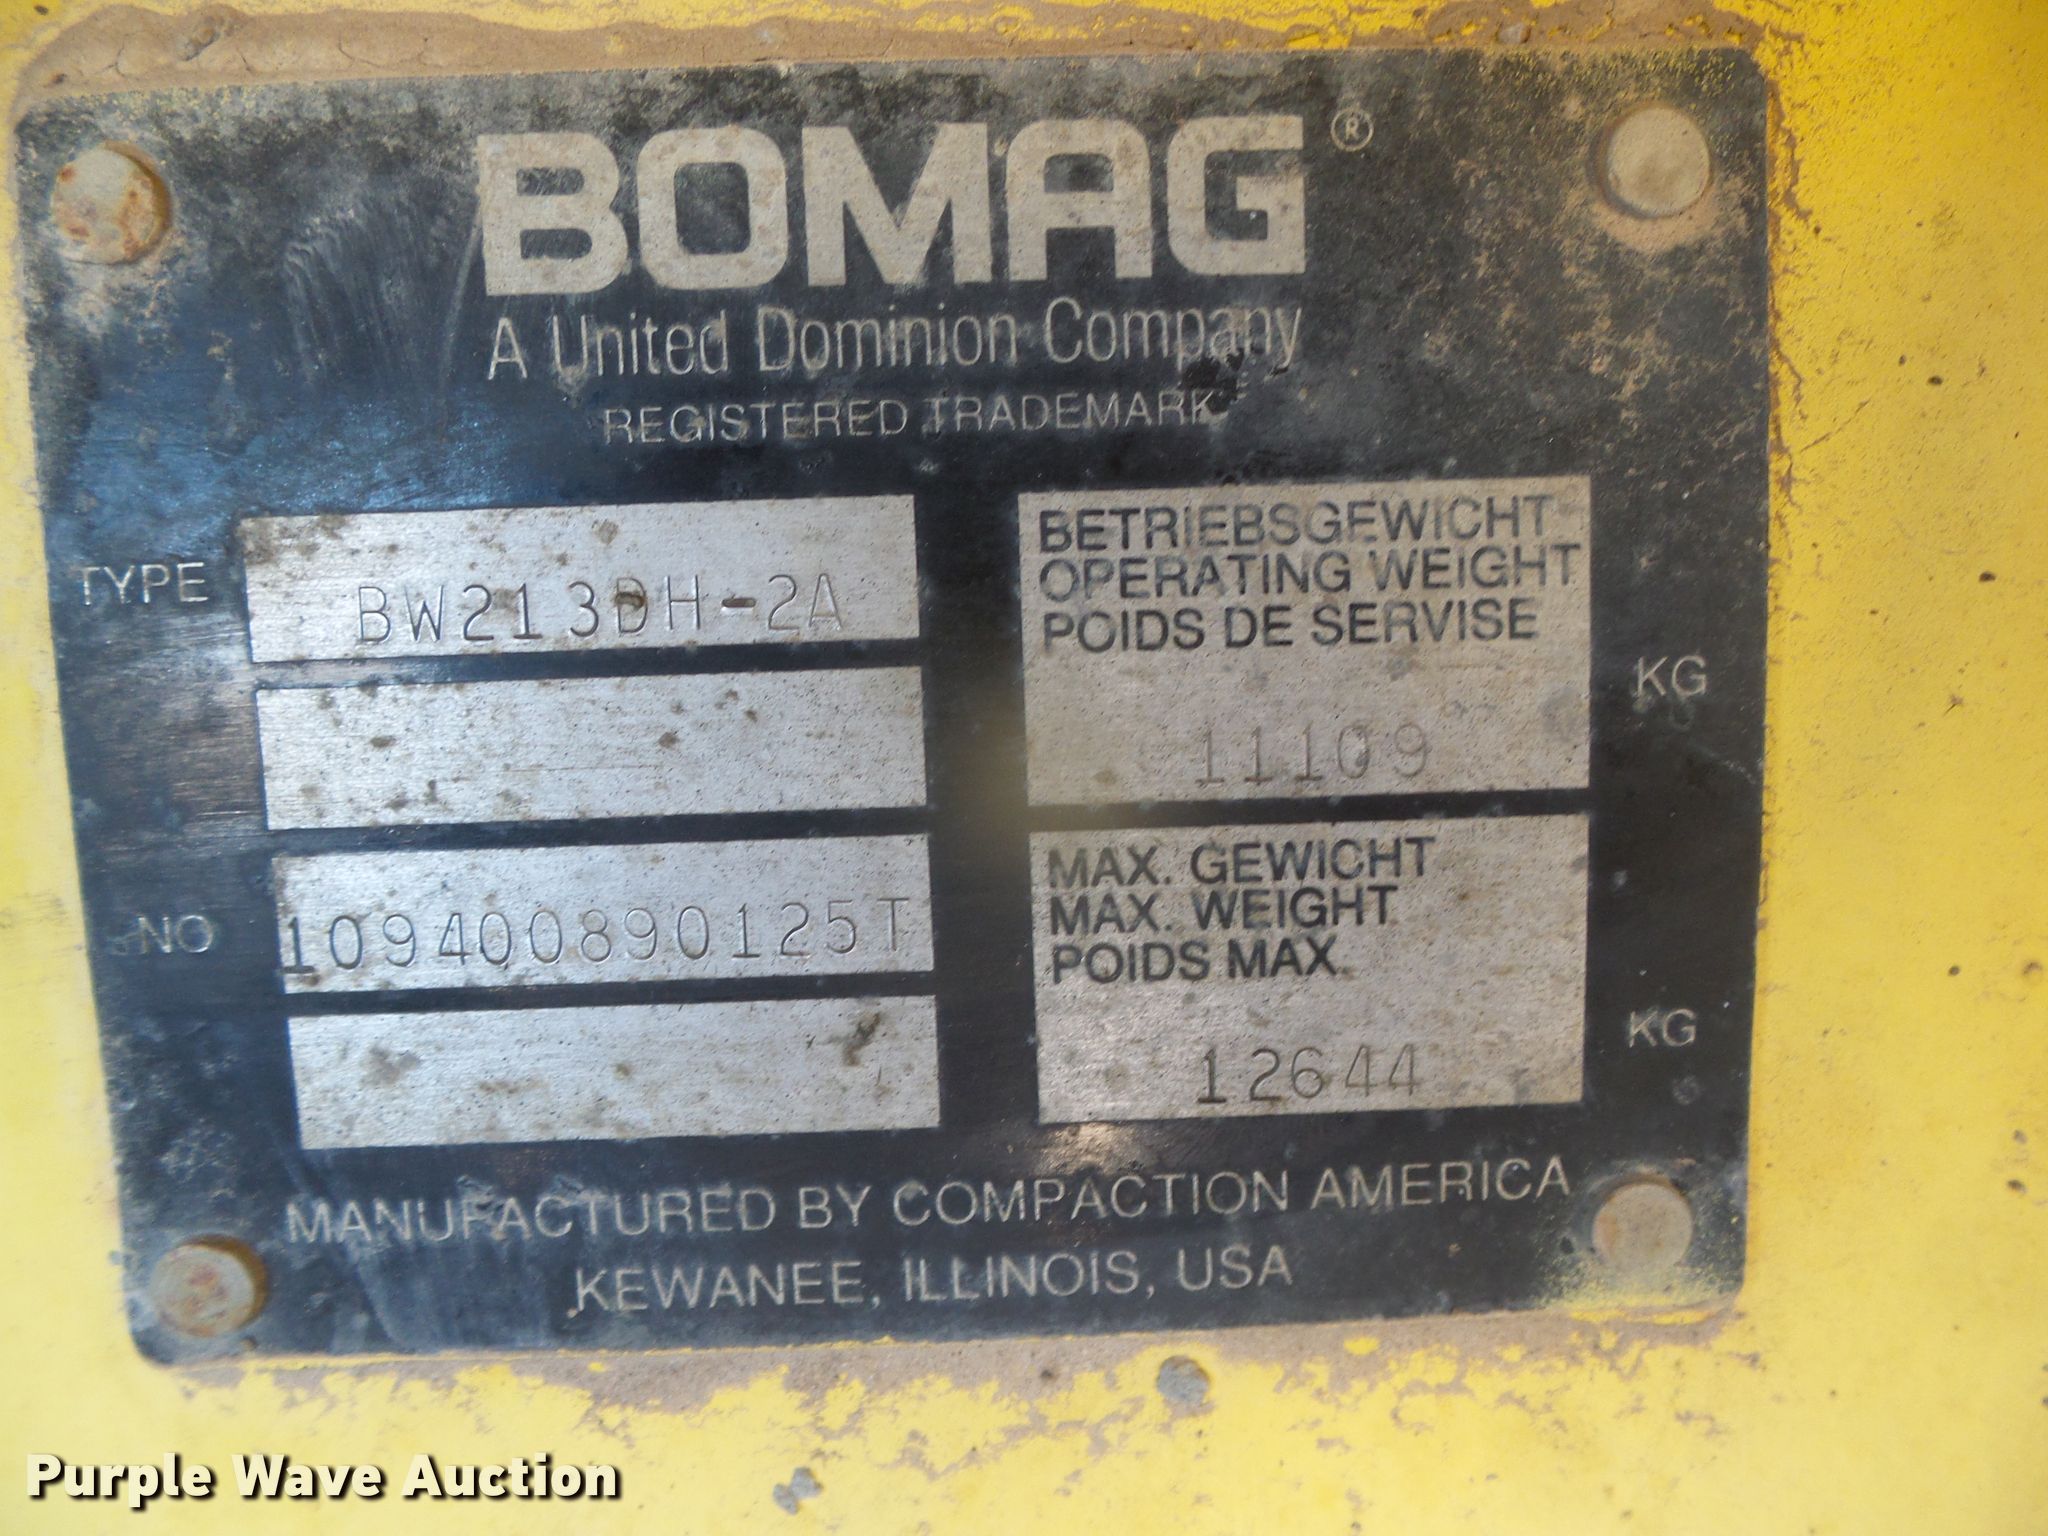 BOMAG®
A United Dominion Company
REGISTERED TRADEMARK
TYPE BW213DH-2A
NO 109400890125T
BETRIEBSGEWICHT
OPERATING WEIGHT
POIDS DE SERVISE
11109 KG
MAX. GEWICHT
MAX. WEIGHT
POIDS MAX.
12644 KG
MANUFACTURED BY COMPACTION AMERICA
KEWANEE, ILLINOIS, USA
Purple Wave Auction